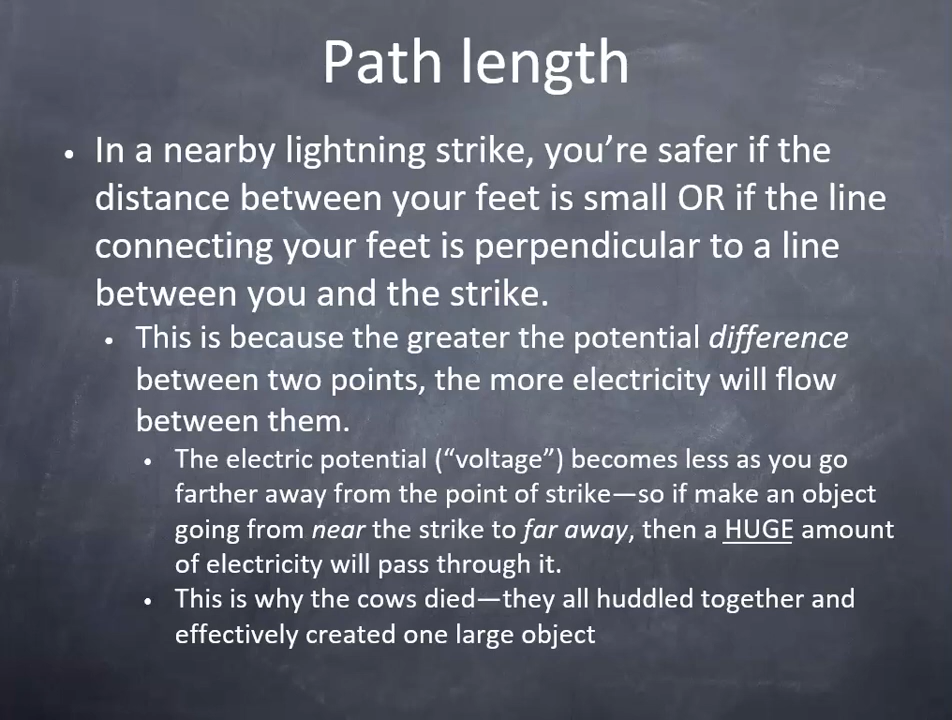 Path length
• In a nearby lightning strike, you’re safer if the
distance between your feet is small OR if the line
connecting your feet is perpendicular to a line
between you and the strike.
• This is because the greater the potential difference
between two points, the more electricity will flow
between them.
• The electric potential (“voltage”) becomes less as you go
farther away from the point of strike—so if make an object
going from near the strike to far away, then a HUGE amount
of electricity will pass through it.
• This is why the cows died—they all huddled together and
effectively created one large object